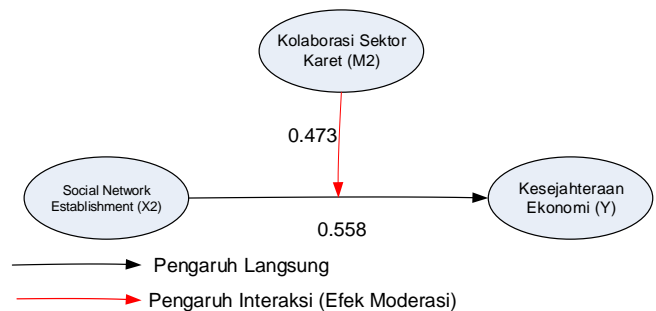 Kolaborasi Sektor
Karet (M2)
0.473
Social Network
Establishment (X2)
Kesejahteraan
Ekonomi (Y)
0.558
Pengaruh Langsung
Pengaruh Interaksi (Efek Moderasi)